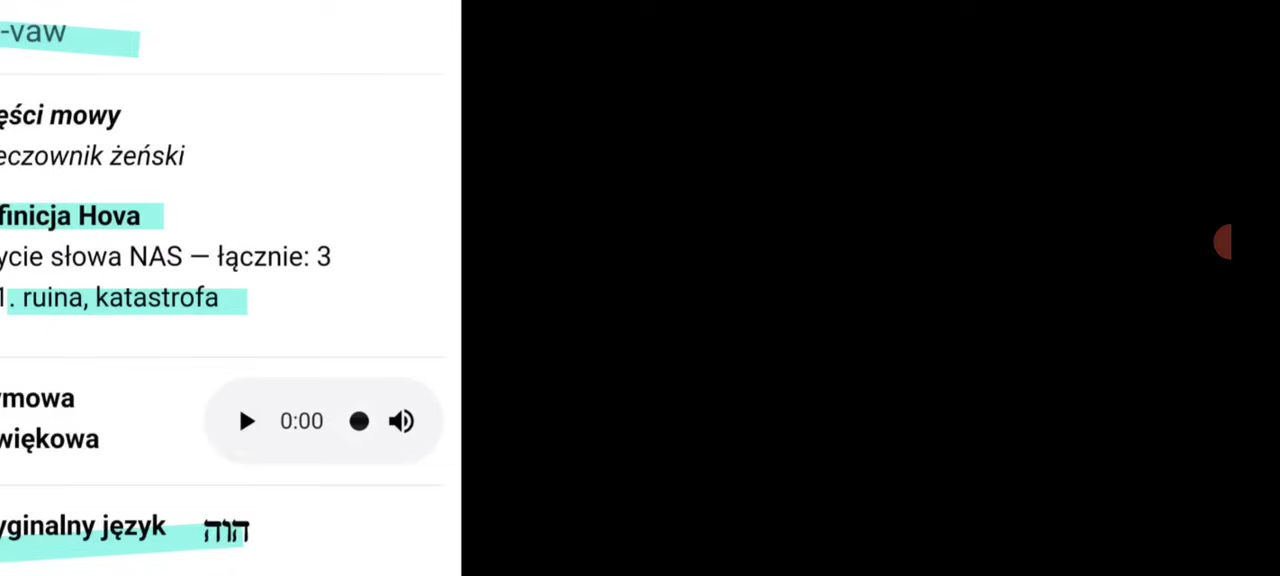 -vaw
ęści mowy
eczownik żeński
finicja Hova
ycie słowa NAS — łącznie: 3
1. ruina, katastrofa
mowa
0:00
więkowa
yginalny język הוה